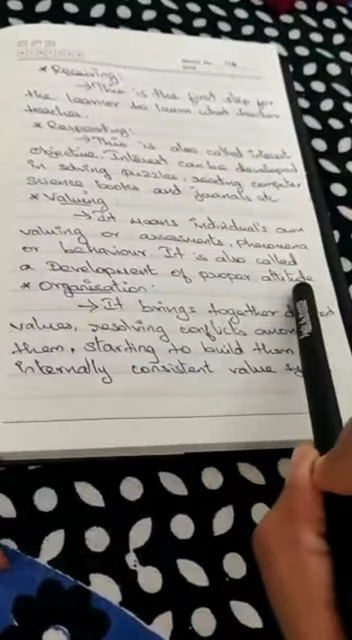 * Receiving:
→ This is the first step for
the learner to learn what teacher
teaches.
* Responding:
→ This is also called interest
objective. Interest can be developed
in solving puzzles, reading computer
science, books and journals etc
* Valuing
→ It means individual's own
valuing or assessments, phenomena
or behaviour. It is also called
a Development of proper attitude
* Organisation:
→ It brings together
values, resolving conflicts among
them, starting to build them
internally consistent value